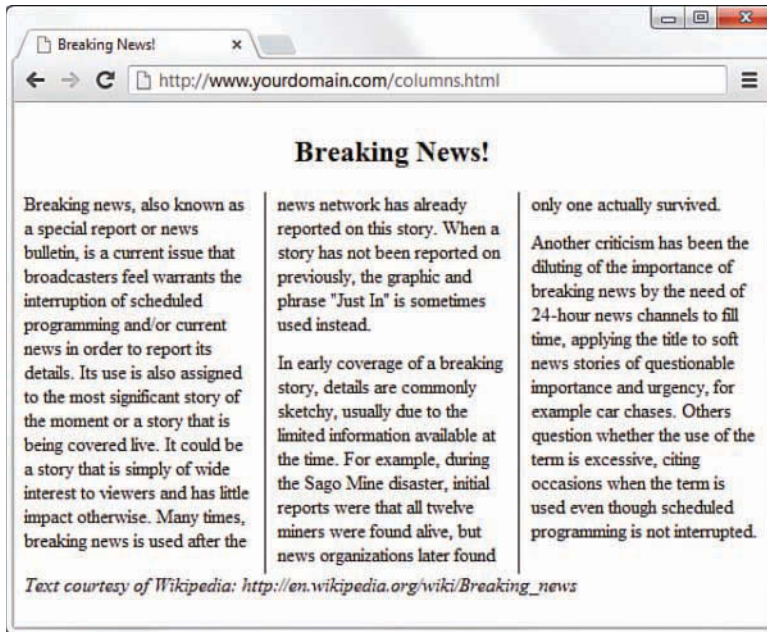 Breaking News!
http://www.yourdomain.com/columns.html
Breaking News!
Breaking news, also known as
a special report or news
bulletin, is a current issue that
broadcasters feel warrants the
interruption of scheduled
programming and/or current
news in order to report its
details. Its use is also assigned
to the most significant story of
the moment or a story that is
being covered live. It could be
a story that is simply of wide
interest to viewers and has little
impact otherwise. Many times,
breaking news is used after the
news network has already
reported on this story. When a
story has not been reported on
previously, the graphic and
phrase "Just In" is sometimes
used instead.
In early coverage of a breaking
story, details are commonly
sketchy, usually due to the
limited information available at
the time. For example, during
the Sago Mine disaster, initial
reports were that all twelve
miners were found alive, but
news organizations later found
only one actually survived.
Another criticism has been the
diluting of the importance of
breaking news by the need of
24-hour news channels to fill
time, applying the title to soft
news stories of questionable
importance and urgency, for
example car chases. Others
question whether the use of the
term is excessive, citing
occasions when the term is
used even though scheduled
programming is not interrupted.
Text courtesy of Wikipedia: http://en.wikipedia.org/wiki/Breaking_news